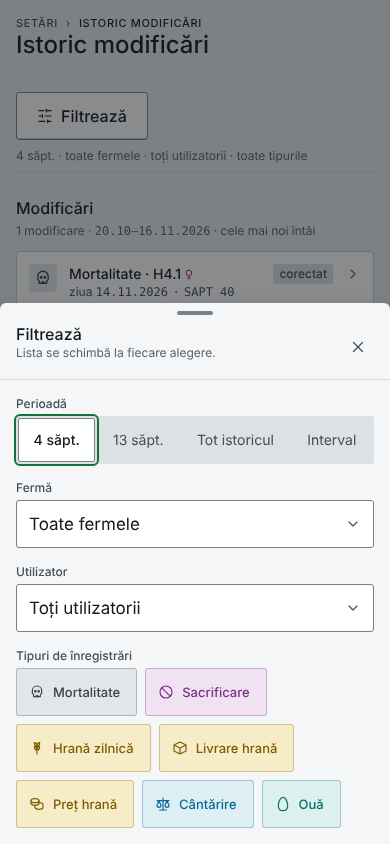 SETĂRI › ISTORIC MODIFICĂRI
Istoric modificări
Filtrează
4 săpt. · toate fermele · toți utilizatorii · toate tipurile
Modificări
1 modificare · 20.10–16.11.2026 · cele mai noi întâi
Mortalitate · H4.1 ♀ corectat
ziua 14.11.2026 · SAPT 40
Filtrează
Lista se schimbă la fiecare alegere.
Perioadă
4 săpt. 13 săpt. Tot istoricul Interval
Fermă
Toate fermele
Utilizator
Toți utilizatorii
Tipuri de înregistrări
Mortalitate Sacrificare
Hrană zilnică Livrare hrană
Preț hrană Cântărire Ouă